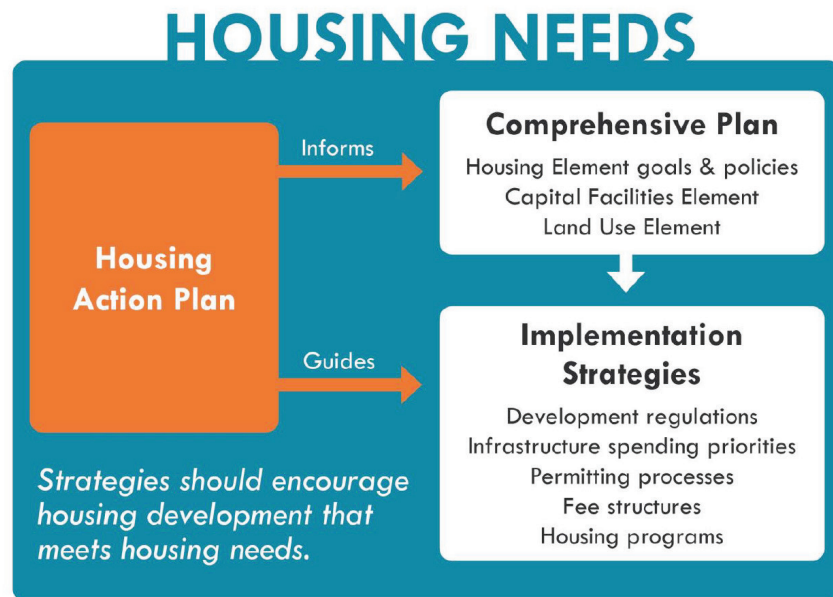 HOUSING NEEDS
Housing
Action Plan
Informs
Comprehensive Plan
Housing Element goals & policies
Capital Facilities Element
Land Use Element
Guides
Implementation
Strategies
Development regulations
Infrastructure spending priorities
Permitting processes
Fee structures
Housing programs
Strategies should encourage
housing development that
meets housing needs.